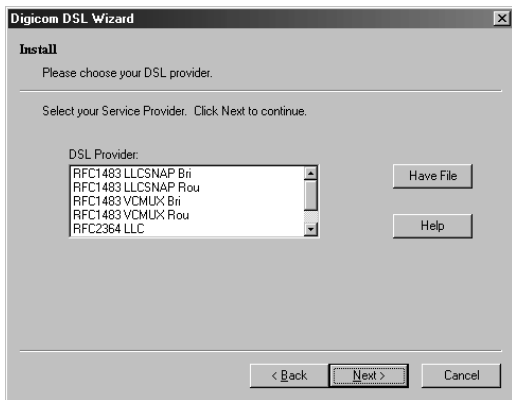 Digicom DSL Wizard
Install
Please choose your DSL provider.
Select your Service Provider. Click Next to continue.
DSL Provider:
RFC1483 LLCSNAP Bri
RFC1483 LLCSNAP Rou
RFC1483 VCMUX Bri
RFC1483 VCMUX Rou
RFC2364 LLC
Have File
Help
< Back
Next >
Cancel